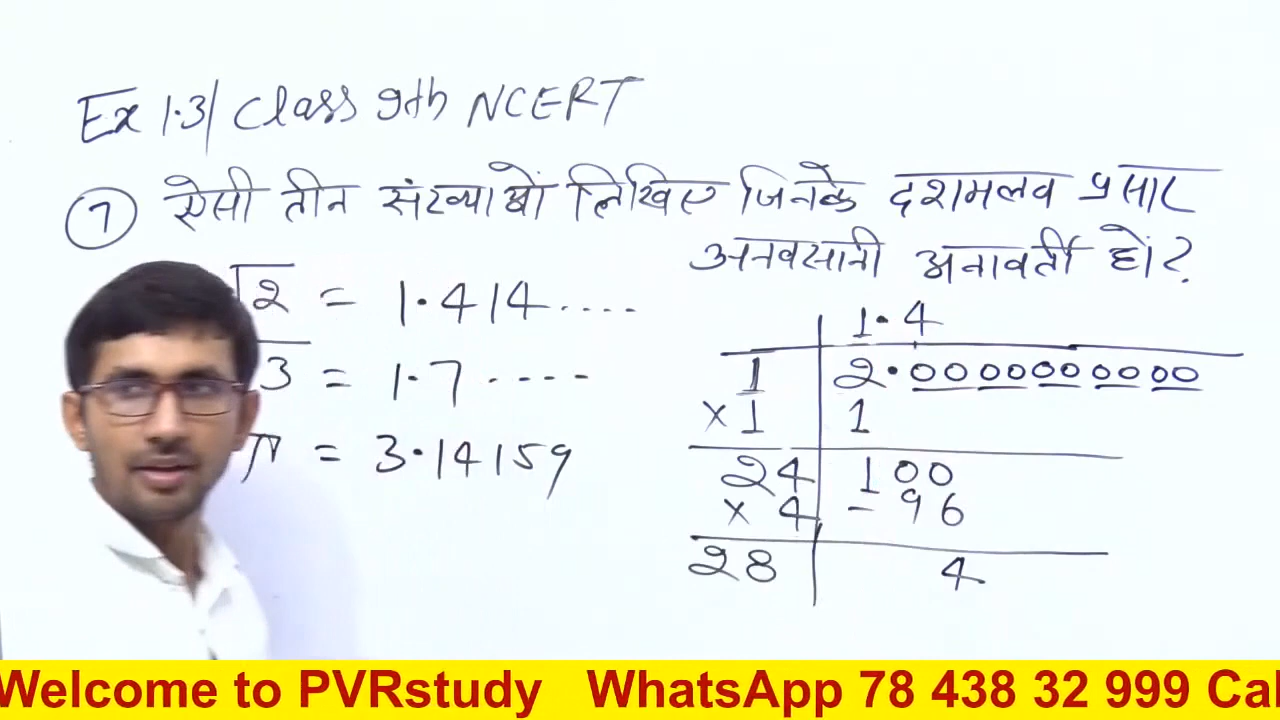 Ex 1.3/ Class 9th NCERT
7 ऐसी तीन संख्याओं लिखिए जिनके दशमलव प्रसार
अनवसानी अनावर्ती हों?
√2 = 1.414....
3 = 1.7....
π = 3.14159
1.4
1 2.0000000000
×1 1
24 100
× 4 - 96
28 4
Welcome to PVRstudy WhatsApp 78 438 32 999 Cal